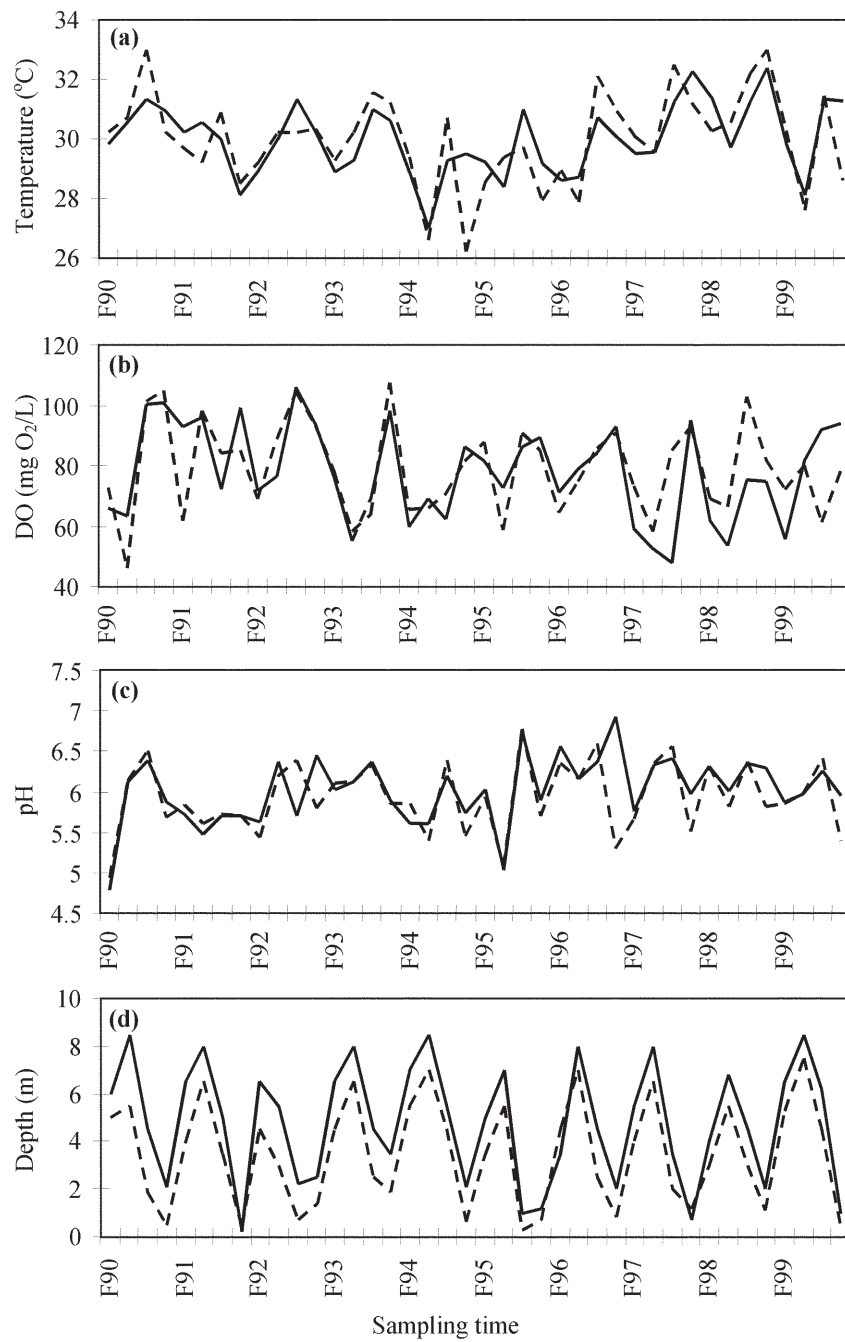 (a)
Temperature (°C)
34
32
30
28
26
F90
F91
F92
F93
F94
F95
F96
F97
F98
F99
(b)
DO (mg O₂/L)
120
100
80
60
40
F90
F91
F92
F93
F94
F95
F96
F97
F98
F99
(c)
pH
7.5
7
6.5
6
5.5
5
4.5
F90
F91
F92
F93
F94
F95
F96
F97
F98
F99
(d)
Depth (m)
10
8
6
4
2
0
F90
F91
F92
F93
F94
F95
F96
F97
F98
F99
Sampling time